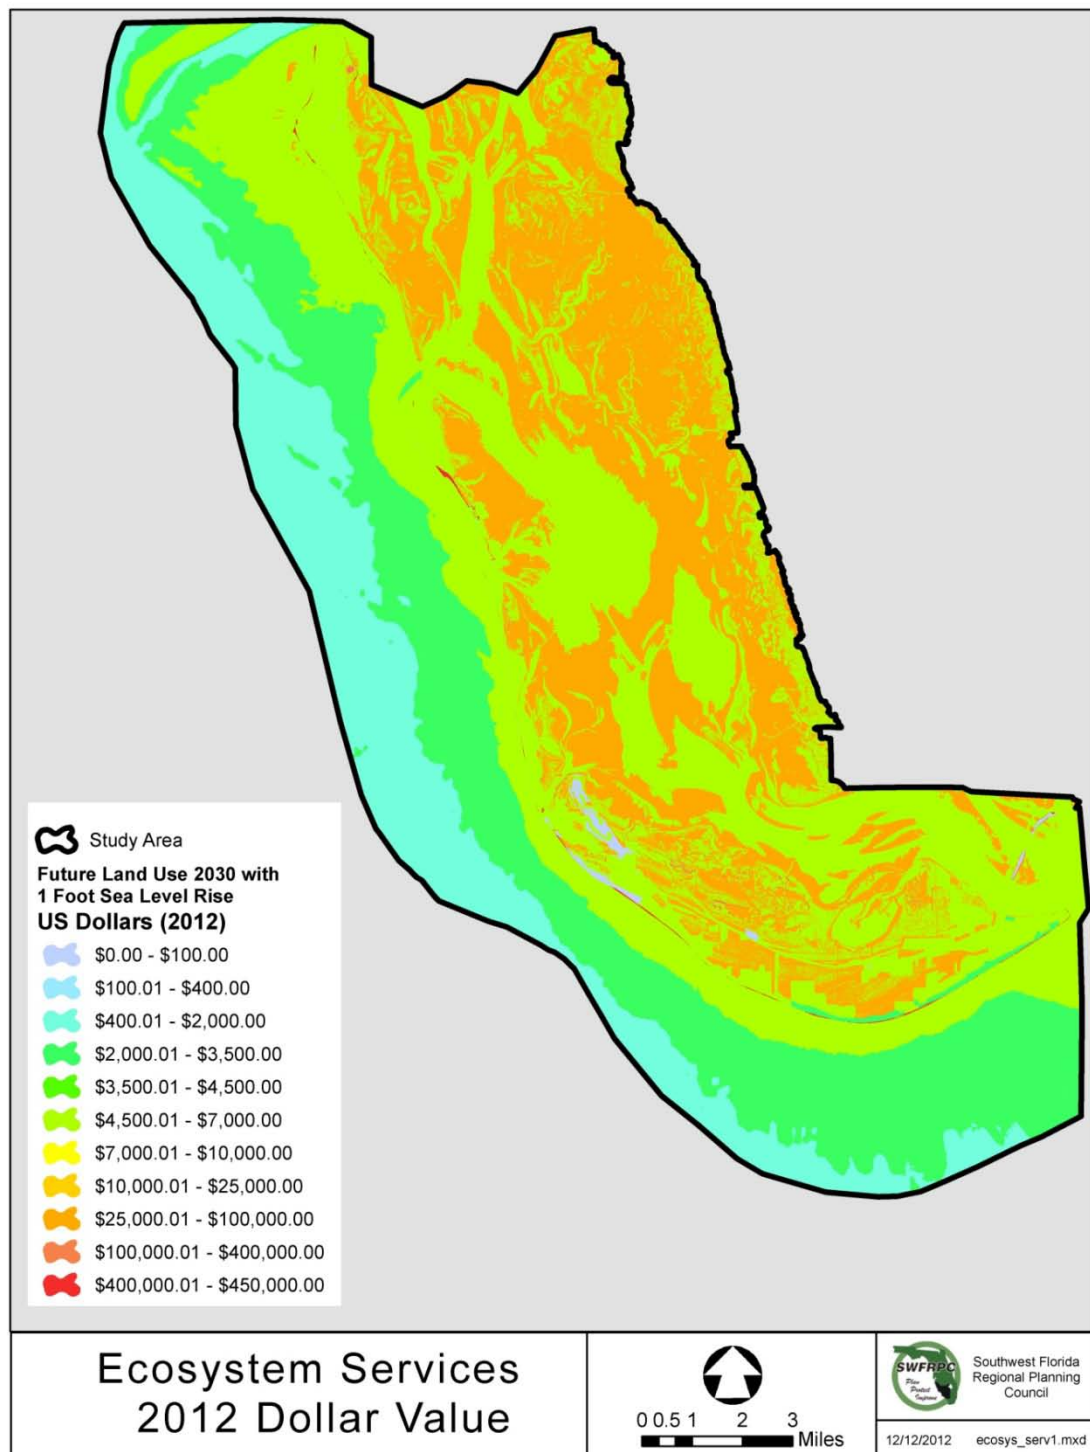 Study Area
Future Land Use 2030 with
1 Foot Sea Level Rise
US Dollars (2012)
$0.00 - $100.00
$100.01 - $400.00
$400.01 - $2,000.00
$2,000.01 - $3,500.00
$3,500.01 - $4,500.00
$4,500.01 - $7,000.00
$7,000.01 - $10,000.00
$10,000.01 - $25,000.00
$25,000.01 - $100,000.00
$100,000.01 - $400,000.00
$400,000.01 - $450,000.00
Ecosystem Services
2012 Dollar Value
0 0.5 1 2 3
Miles
SWFRPC
Plan
Protect
Improve
Southwest Florida
Regional Planning
Council
12/12/2012 ecosys_serv1.mxd